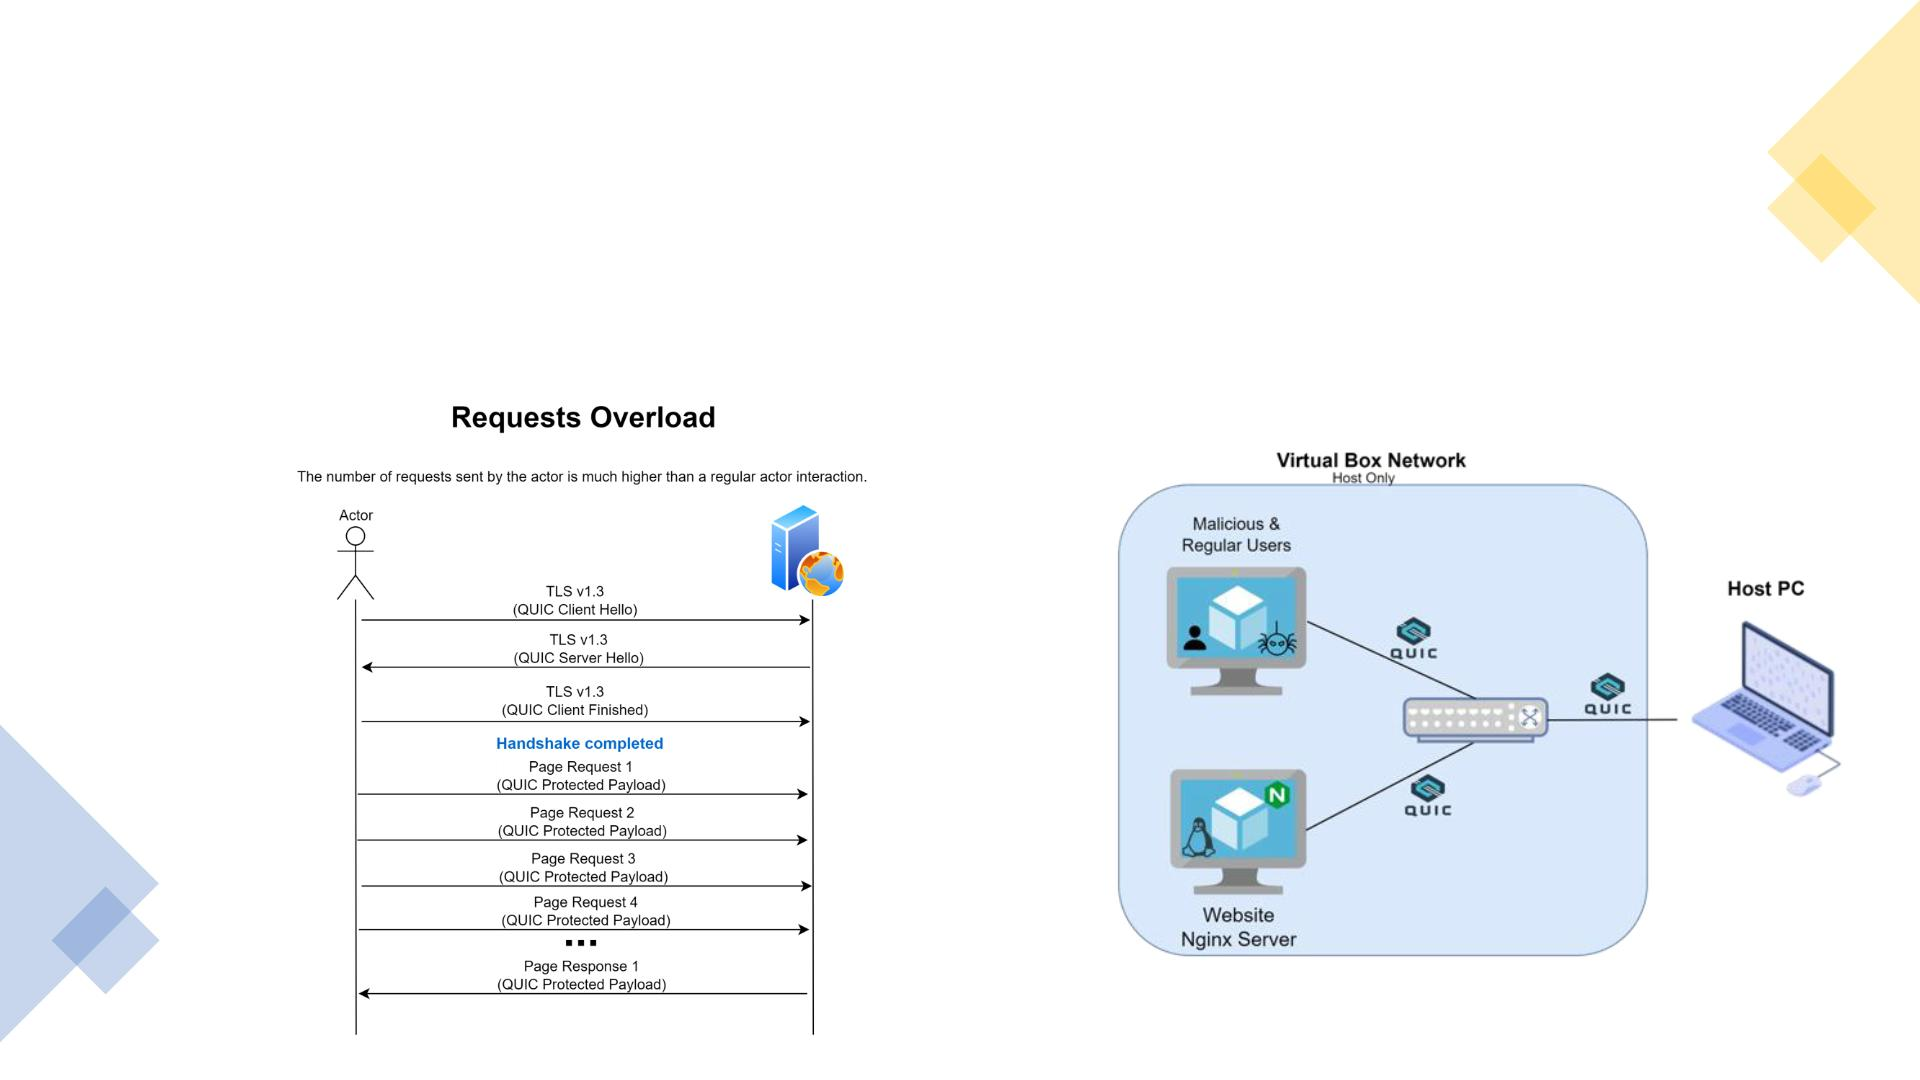 Requests Overload
The number of requests sent by the actor is much higher than a regular actor interaction.
Actor
TLS v1.3
(QUIC Client Hello)
TLS v1.3
(QUIC Server Hello)
TLS v1.3
(QUIC Client Finished)
Handshake completed
Page Request 1
(QUIC Protected Payload)
Page Request 2
(QUIC Protected Payload)
Page Request 3
(QUIC Protected Payload)
Page Request 4
(QUIC Protected Payload)
...
Page Response 1
(QUIC Protected Payload)
Virtual Box Network
Host Only
Malicious &
Regular Users
QUIC
QUIC
QUIC
N
Website
Nginx Server
Host PC